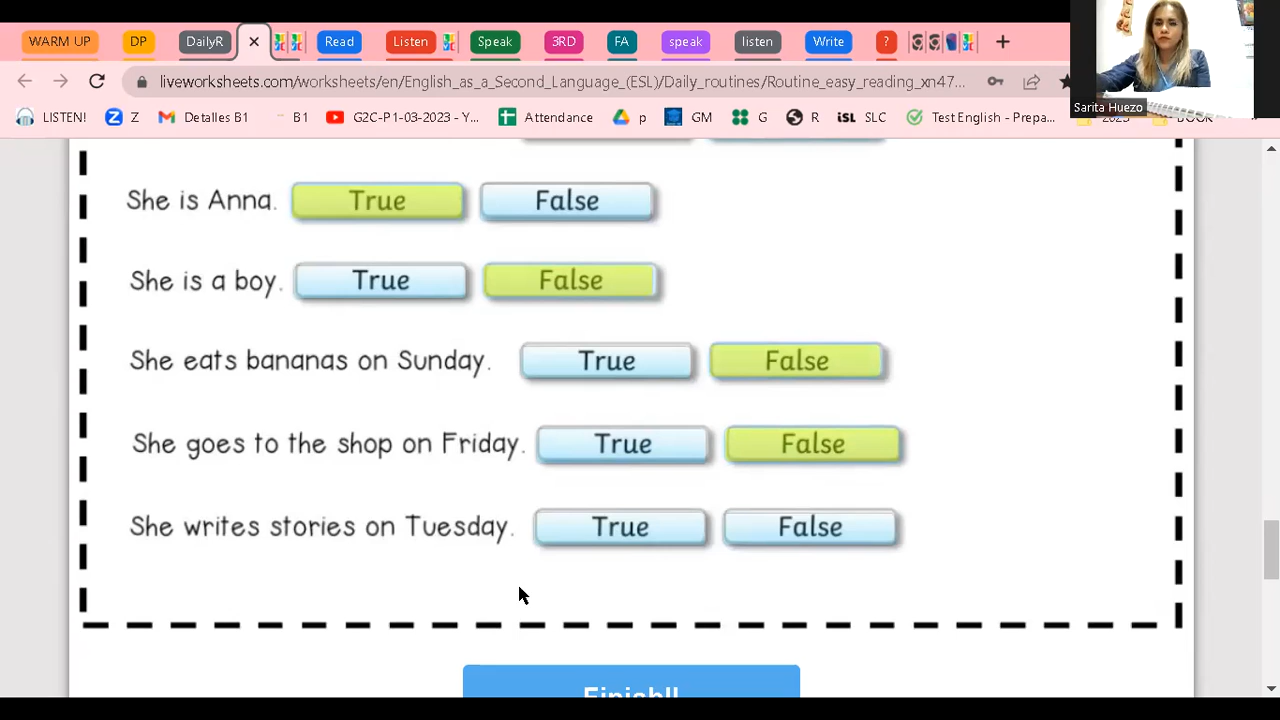 WARM UP DP DailyR Read Listen Speak 3RD FA speak listen Write ?
liveworksheets.com/worksheets/en/English_as_a_Second_Language_(ESL)/Daily_routines/Routine_easy_reading_xn47...
Sarita Huezo
LISTEN! Z Detalles B1 B1 G2C-P1-03-2023-... Attendance p GM G R SLC Test English - Prepa... 2023 BOOK
She is Anna. True False
She is a boy. True False
She eats bananas on Sunday. True False
She goes to the shop on Friday. True False
She writes stories on Tuesday. True False
Finish!!